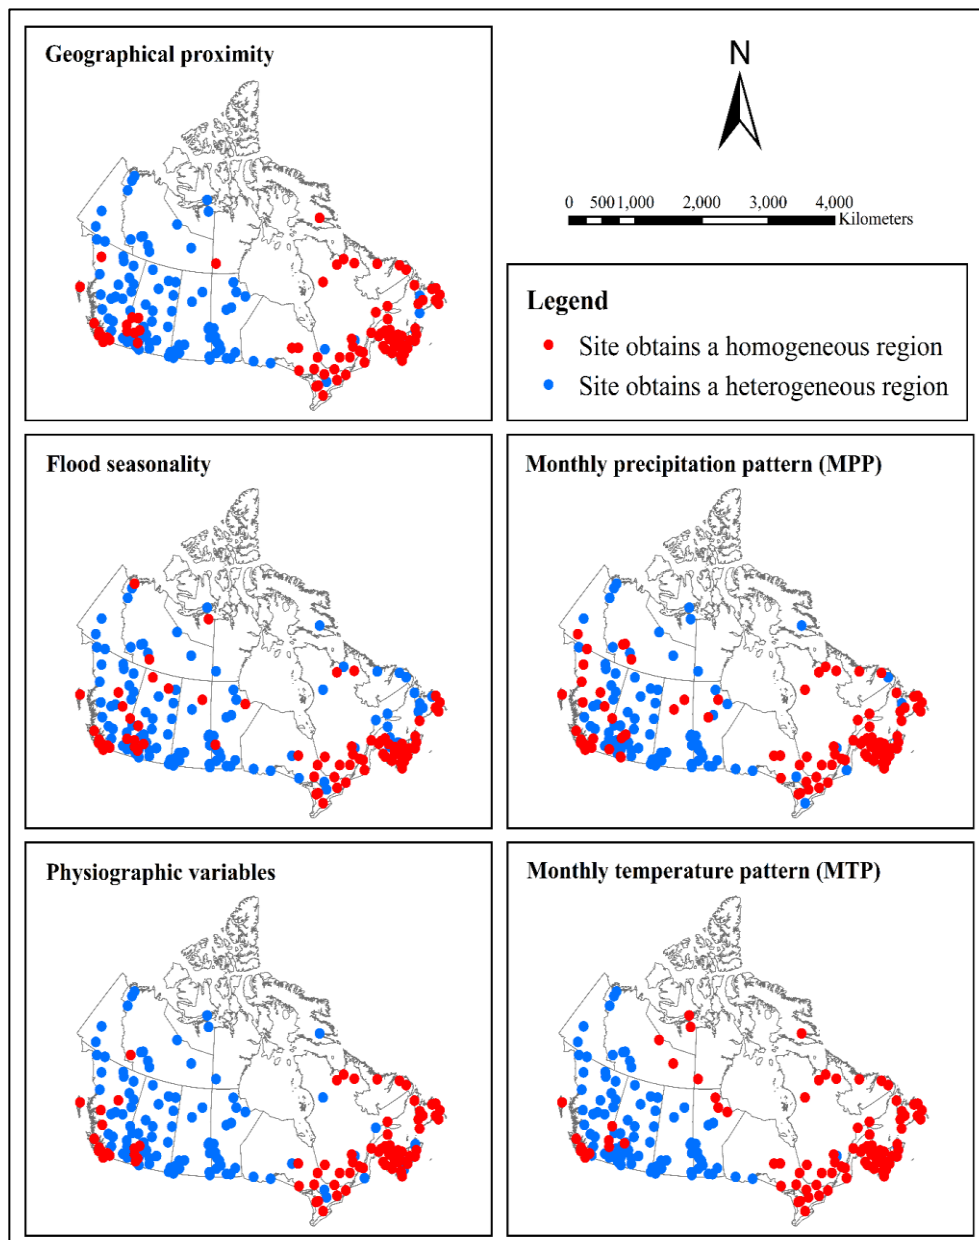 Geographical proximity
N
0 500 1,000 2,000 3,000 4,000
Kilometers
Legend
Site obtains a homogeneous region
Site obtains a heterogeneous region
Flood seasonality
Monthly precipitation pattern (MPP)
Physiographic variables
Monthly temperature pattern (MTP)